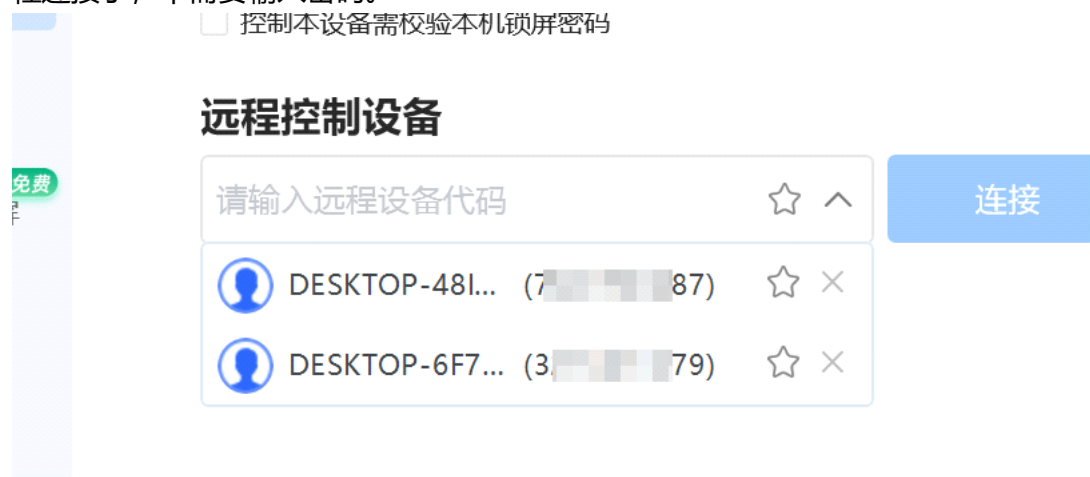 控制本设备需校验本机锁屏密码
远程控制设备
免费
请输入远程设备代码
连接
DESKTOP-48I... (7 87)
DESKTOP-6F7... (3 79)